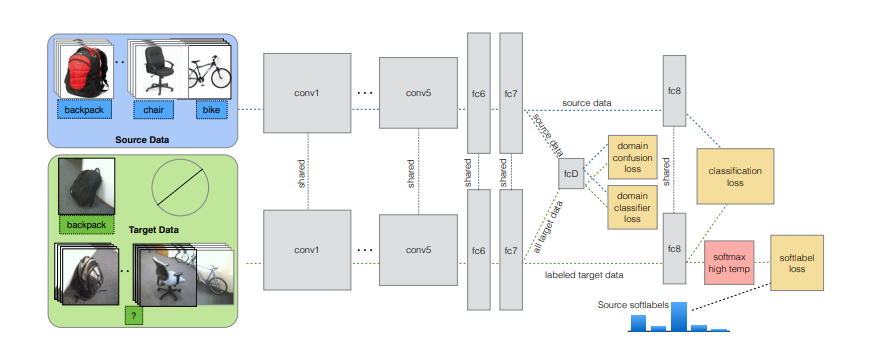 backpack
chair
bike
Source Data
backpack
Target Data
?
conv1
conv5
fc6
fc7
source data
fc8
shared
shared
shared
shared
source data
all target data
fcD
domain
confusion
loss
domain
classifier
loss
shared
classification
loss
conv1
conv5
fc6
fc7
labeled target data
fc8
softmax
high temp
softlabel
loss
Source softlabels